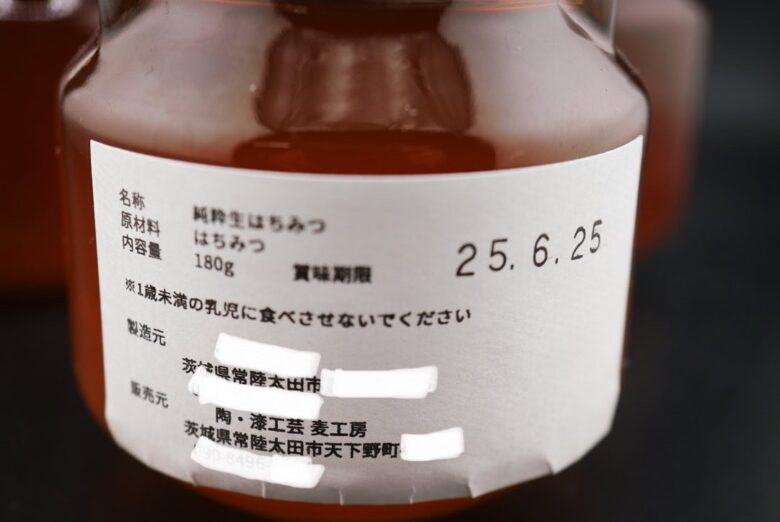 名称 純粋生はちみつ
原材料 はちみつ
内容量 180g 賞味期限 25.6.25
※1歳未満の乳児に食べさせないでください
製造元
茨城県常陸太田市
販売元
陶・漆工芸 麦工房
茨城県常陸太田市天下野町